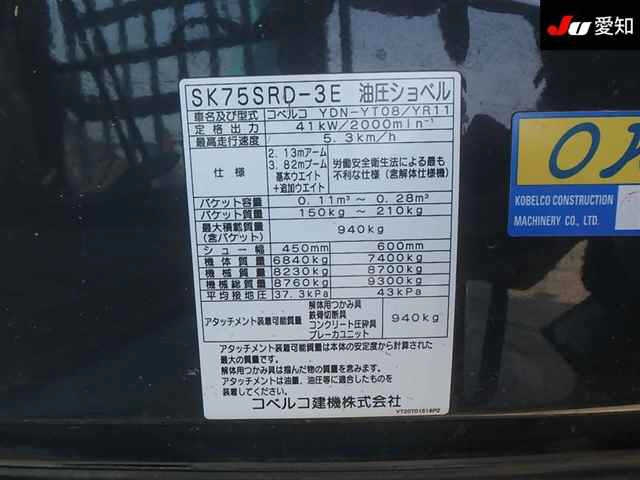 JU 愛知
SK75SRD-3E 油圧ショベル
車名及び型式 コベルコ YDN-YT08/YR11
定格出力 41kW/2000min⁻¹
最高走行速度 5.3km/h
仕様 2.13mアーム 3.82mブーム 基本ウエイト +追加ウエイト 労働安全衛生法による最も不利な仕様(含解体仕様機)
バケット容量 0.11m³ ~ 0.28m³
バケット質量 150kg ~ 210kg
最大積載質量 (含バケット) 940kg
シュー幅 450mm 600mm
機体質量 6840kg 7400kg
機械質量 8230kg 8700kg
機械総質量 8760kg 9300kg
平均接地圧 37.3kPa 43kPa
アタッチメント装着可能質量 解体用つかみ具 鉄骨切断具 コンクリート圧砕具 ブレーカユニット 940kg
アタッチメント装着可能質量は本体の安定度から計算された
最大の質量です。
解体用つかみ具は掴んだ物の質量を含みます。
アタッチメントは油量、油圧等に適合したものを
装着してください。
コベルコ建機株式会社
YT20T01516P2
KOBELCO CONSTRUCTION
MACHINERY CO., LTD.